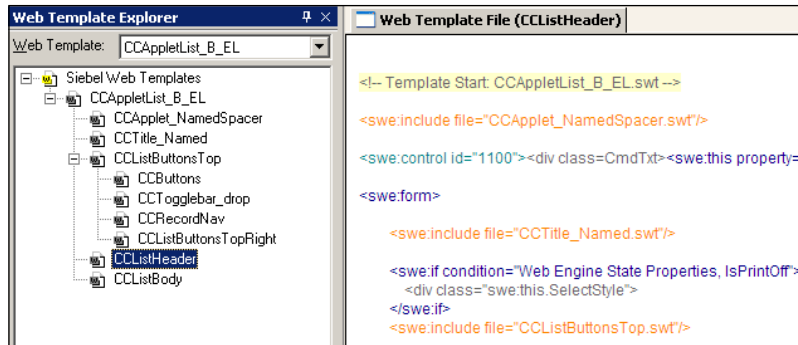 Web Template Explorer
Web Template: CCAppletList_B_EL
Siebel Web Templates
CCAppletList_B_EL
CCApplet_NamedSpacer
CCTitle_Named
CCListButtonsTop
CCButtons
CCTogglebar_drop
CCRecordNav
CCListButtonsTopRight
CCListHeader
CCListBody
Web Template File (CCListHeader)
<!-- Template Start: CCAppletList_B_EL.swt -->
<swe:include file="CCApplet_NamedSpacer.swt"/>
<swe:control id="1100"><div class=CmdTxt><swe:this property=
<swe:form>
<swe:include file="CCTitle_Named.swt"/>
<swe:if condition="Web Engine State Properties, IsPrintOff">
<div class="swe:this.SelectStyle">
</swe:if>
<swe:include file="CCListButtonsTop.swt"/>